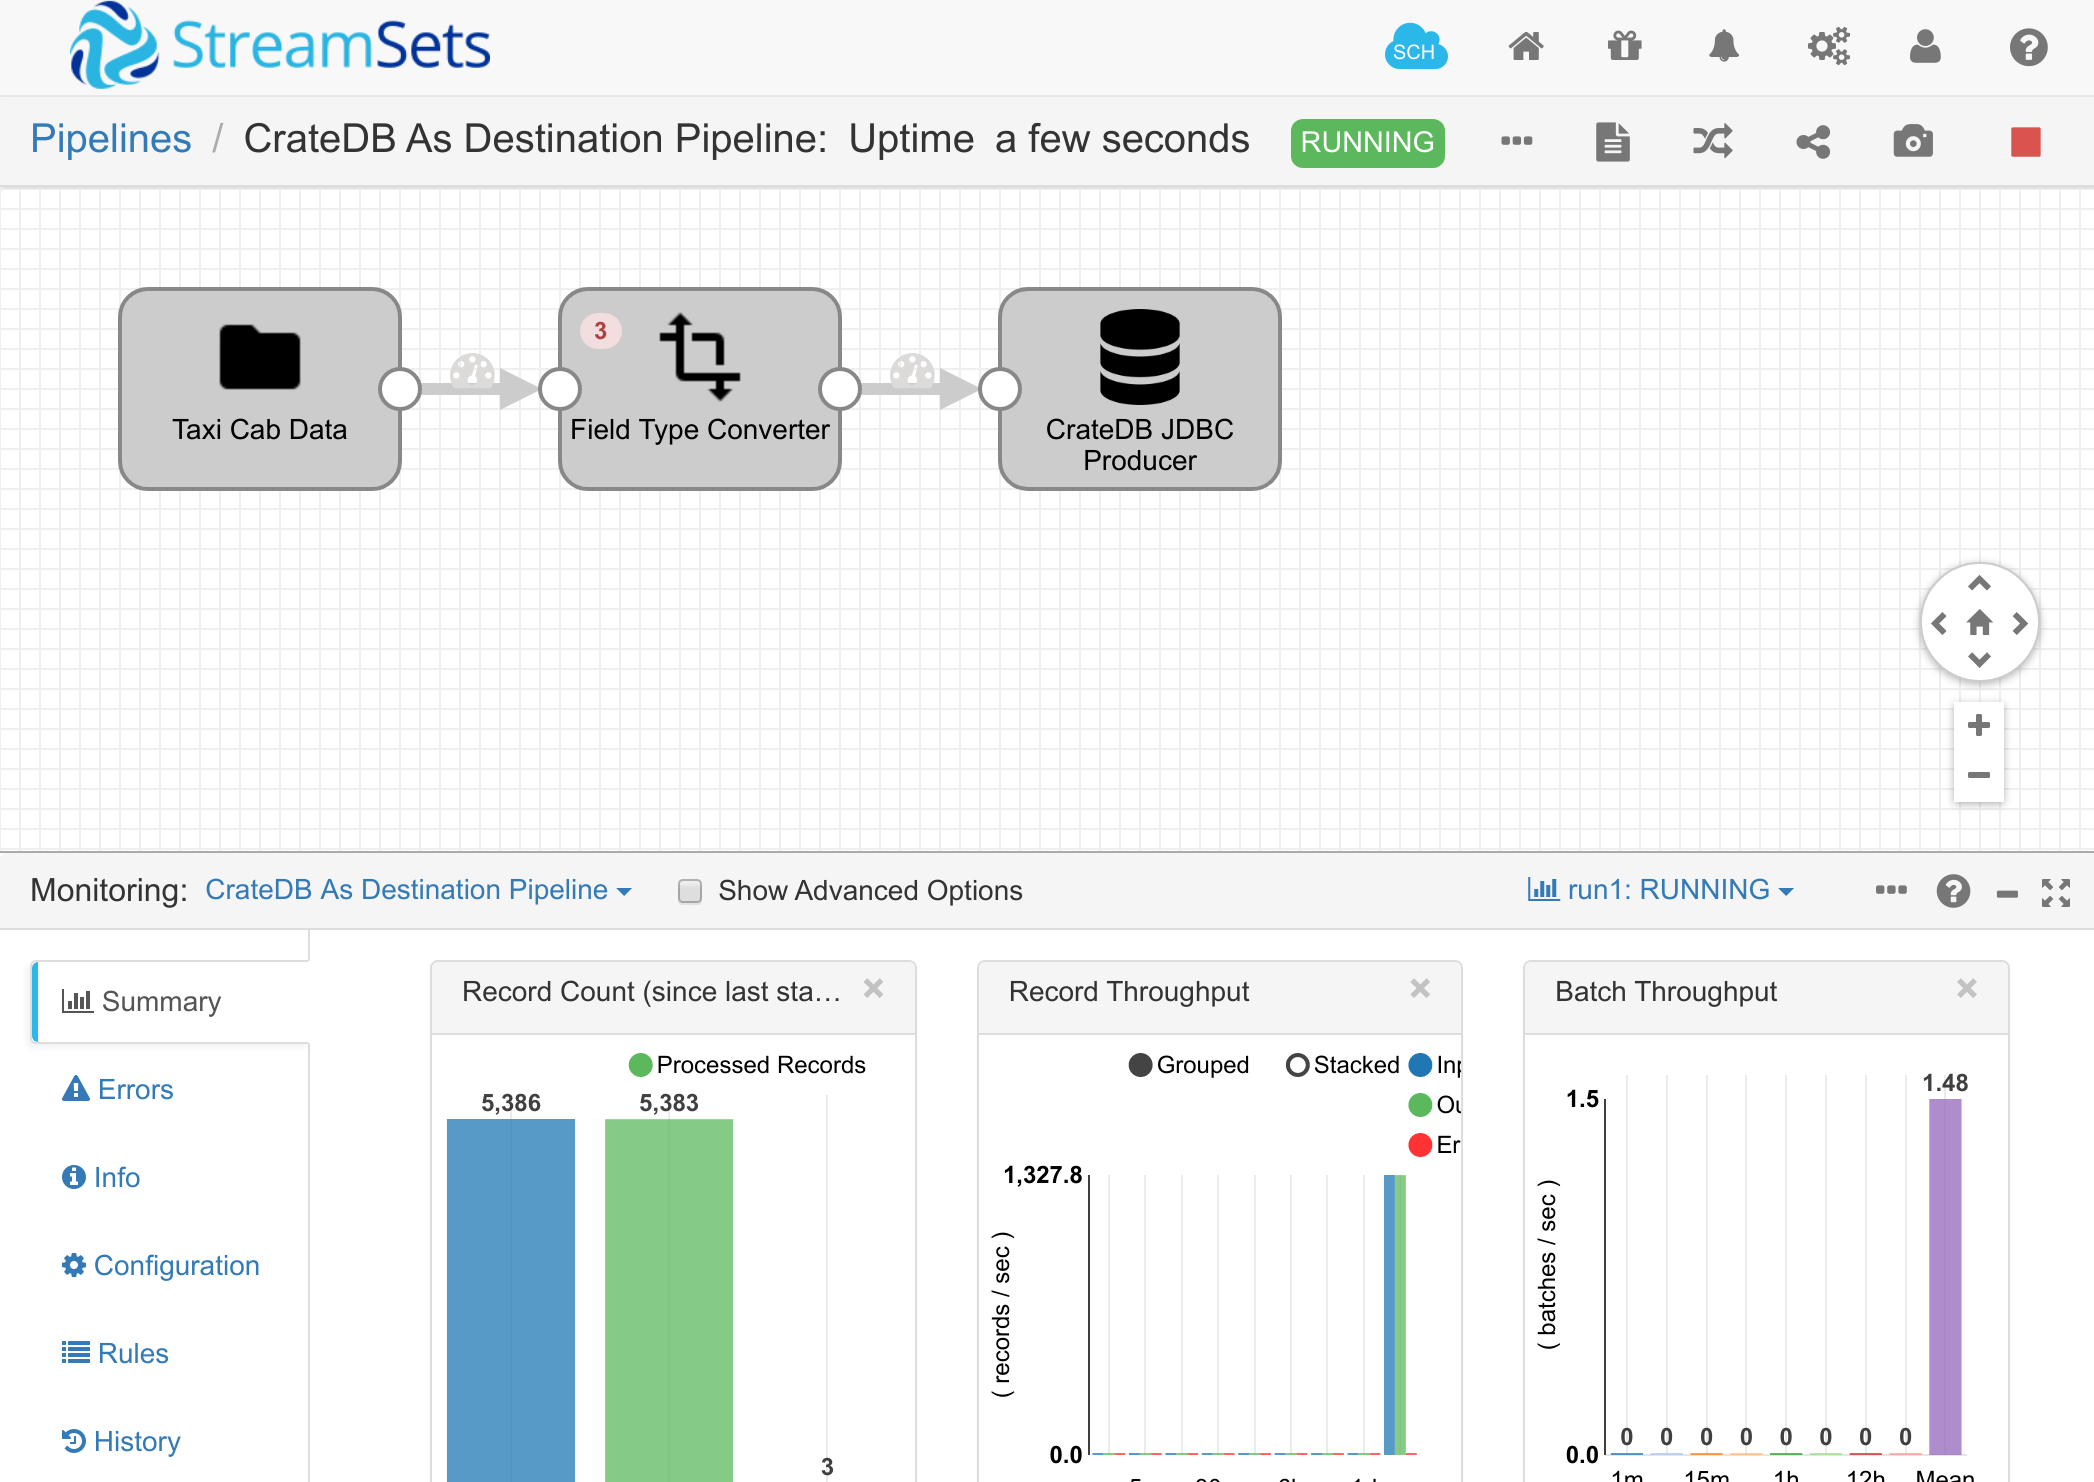 StreamSets
SCH
Pipelines / CrateDB As Destination Pipeline: Uptime a few seconds RUNNING
3
Taxi Cab Data
Field Type Converter
CrateDB JDBC
Producer
Monitoring: CrateDB As Destination Pipeline Show Advanced Options run1: RUNNING
Summary
Errors
Info
Configuration
Rules
History
Record Count (since last sta…
Processed Records
5,386 5,383
3
Record Throughput
Grouped Stacked Inp
Ou
Er
1,327.8
( records / sec )
0.0
Batch Throughput
1.48
1.5
( batches / sec )
0 0 0 0 0 0 0 0
0.0
1m 15m 1h 12h Mean